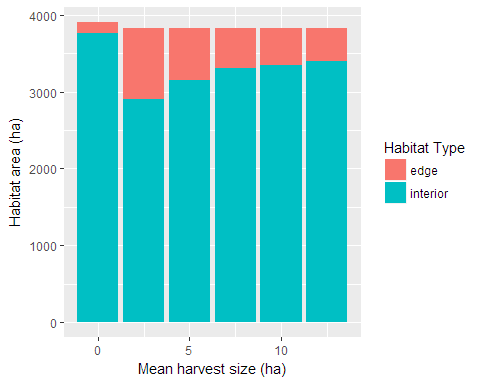 4000
3000
2000
1000
0
Habitat area (ha)
0 5 10
Mean harvest size (ha)
Habitat Type
edge
interior